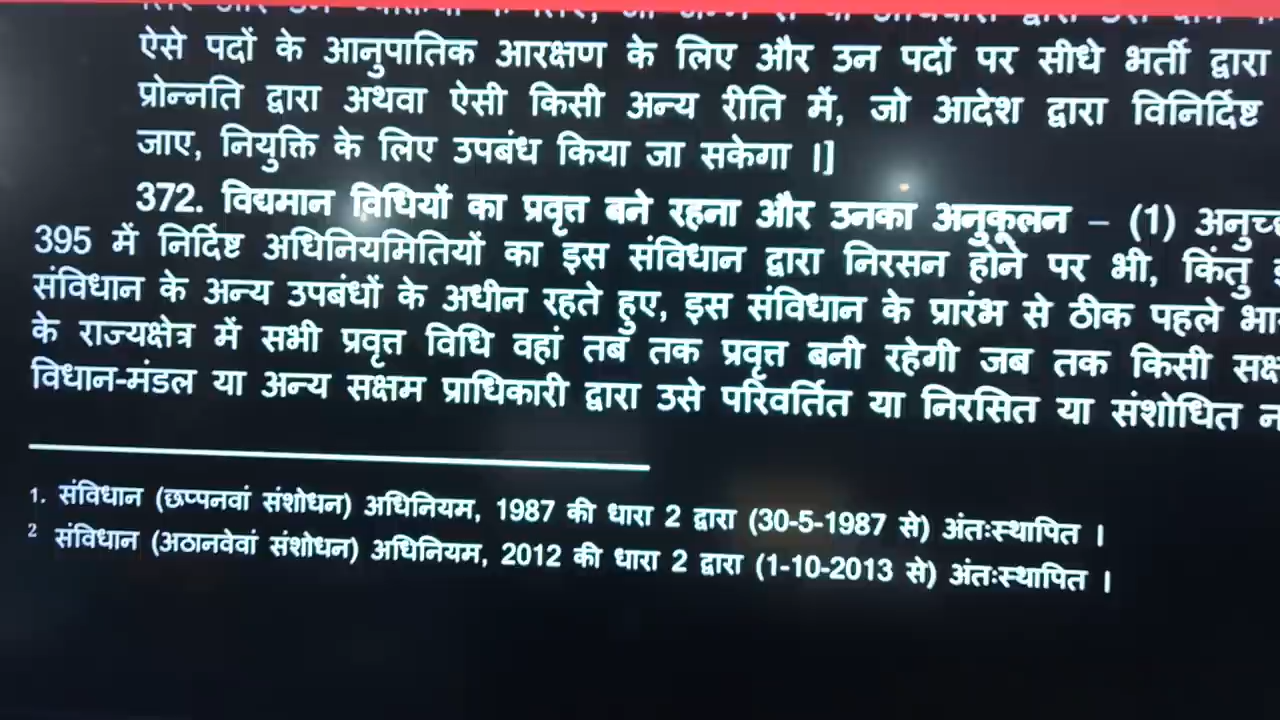 ऐसे पदों के आनुपातिक आरक्षण के लिए और उन पदों पर सीधे भर्ती द्वारा
प्रोन्नति द्वारा अथवा ऐसी किसी अन्य रीति में, जो आदेश द्वारा विनिर्दिष्ट
जाए, नियुक्ति के लिए उपबंध किया जा सकेगा ।]
372. विद्यमान विधियों का प्रवृत्त बने रहना और उनका अनुकूलन – (1)
395 में निर्दिष्ट अधिनियमितियों का इस संविधान द्वारा निरसन होने पर भी, किंतु
संविधान के अन्य उपबंधों के अधीन रहते हुए, इस संविधान के प्रारंभ से ठीक पहले
के राज्यक्षेत्र में सभी प्रवृत्त विधि वहां तब तक प्रवृत्त बनी रहेगी जब तक किसी
विधान-मंडल या अन्य सक्षम प्राधिकारी द्वारा उसे परिवर्तित या निरसित या संशोधित
1. संविधान (छप्पनवां संशोधन) अधिनियम, 1987 की धारा 2 द्वारा (30-5-1987 से) अंतःस्थापित ।
2 संविधान (अठानवेवां संशोधन) अधिनियम, 2012 की धारा 2 द्वारा (1-10-2013 से) अंतःस्थापित ।